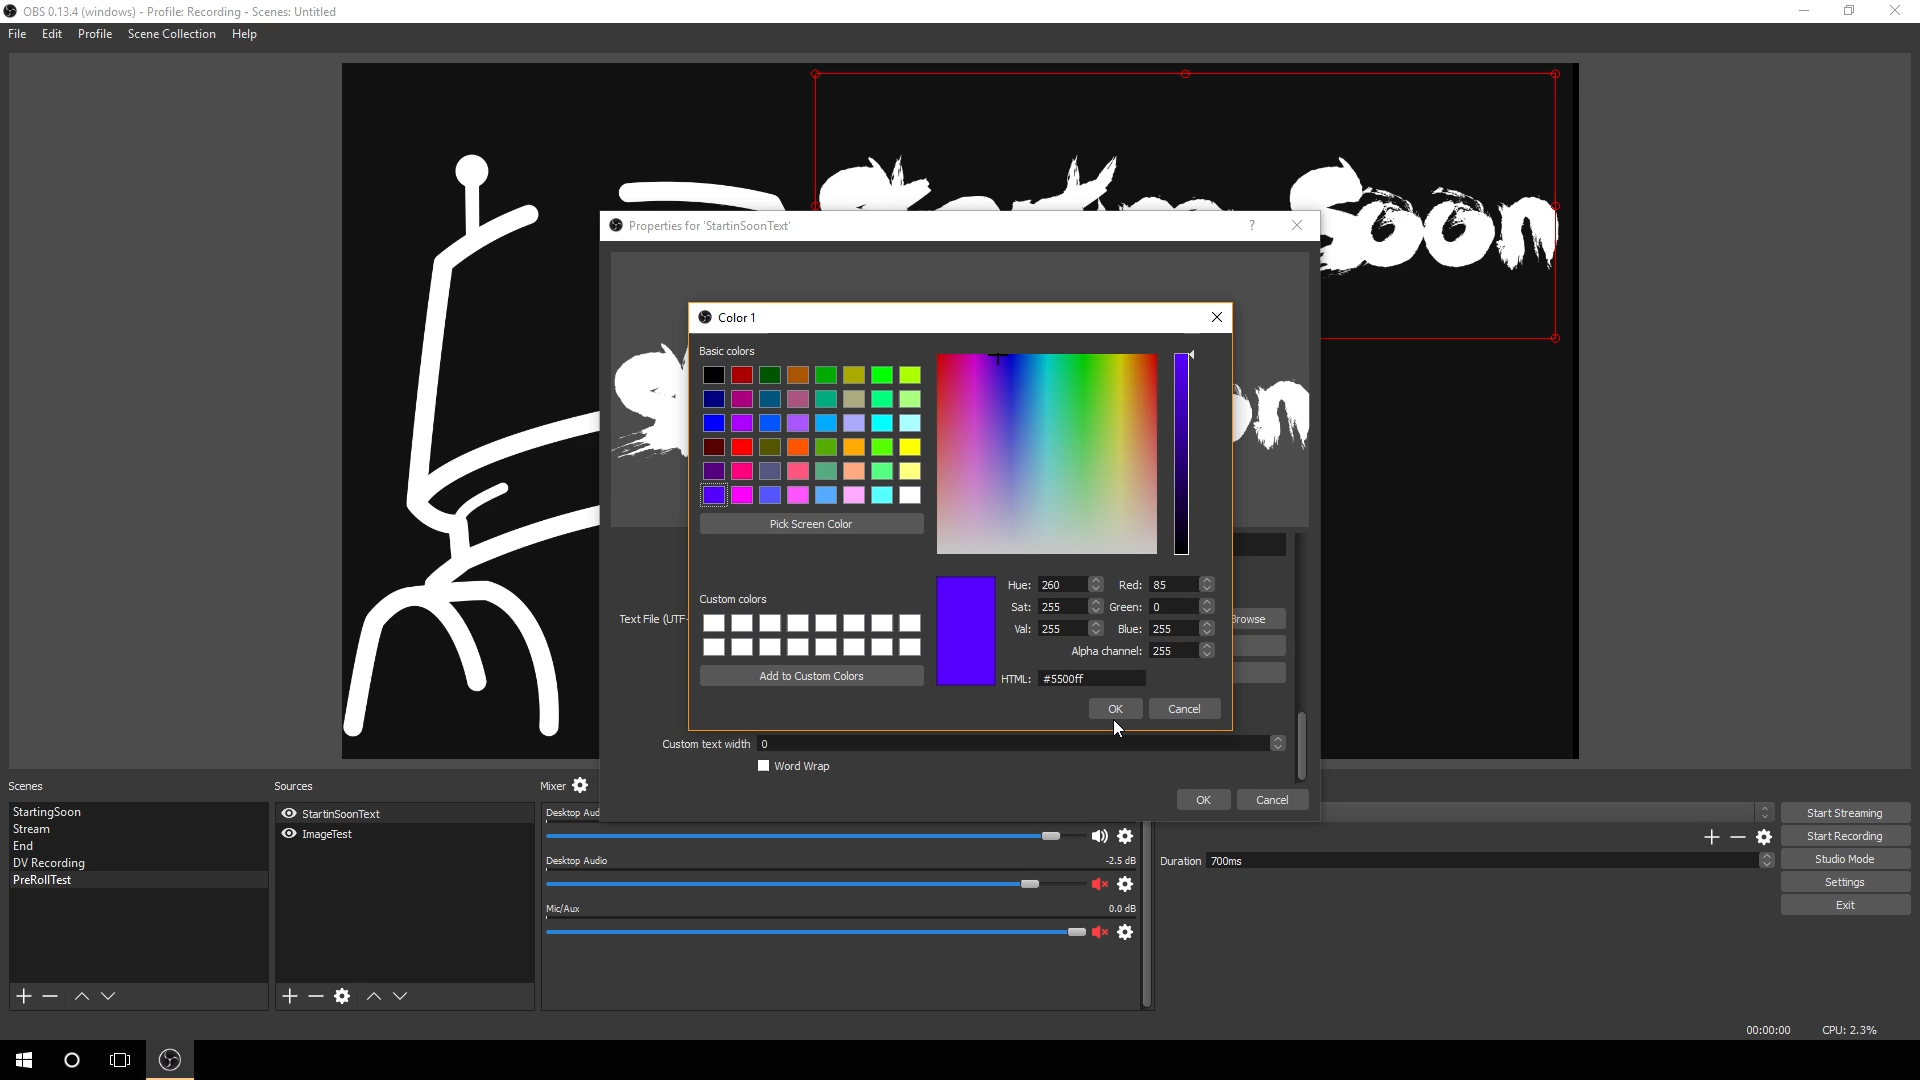 OBS 0.13.4 (windows) - Profile: Recording - Scenes: Untitled
File Edit Profile Scene Collection Help
Soon
Properties for 'StartinSoonText'
?
Color 1
Basic colors
Pick Screen Color
Custom colors
Add to Custom Colors
Hue: 260 Red: 85
Sat: 255 Green: 0
Val: 255 Blue: 255
Alpha channel: 255
HTML: #5500ff
OK Cancel
Text File (UTF-
Browse
Custom text width 0
Word Wrap
OK Cancel
Scenes
StartingSoon
Stream
End
DV Recording
PreRollTest
Sources
StartinSoonText
ImageTest
Mixer
Desktop Aud
Desktop Audio -2.5 dB
Mic/Aux 0.0 dB
Duration 700ms
Start Streaming
Start Recording
Studio Mode
Settings
Exit
00:00:00 CPU: 2.3%